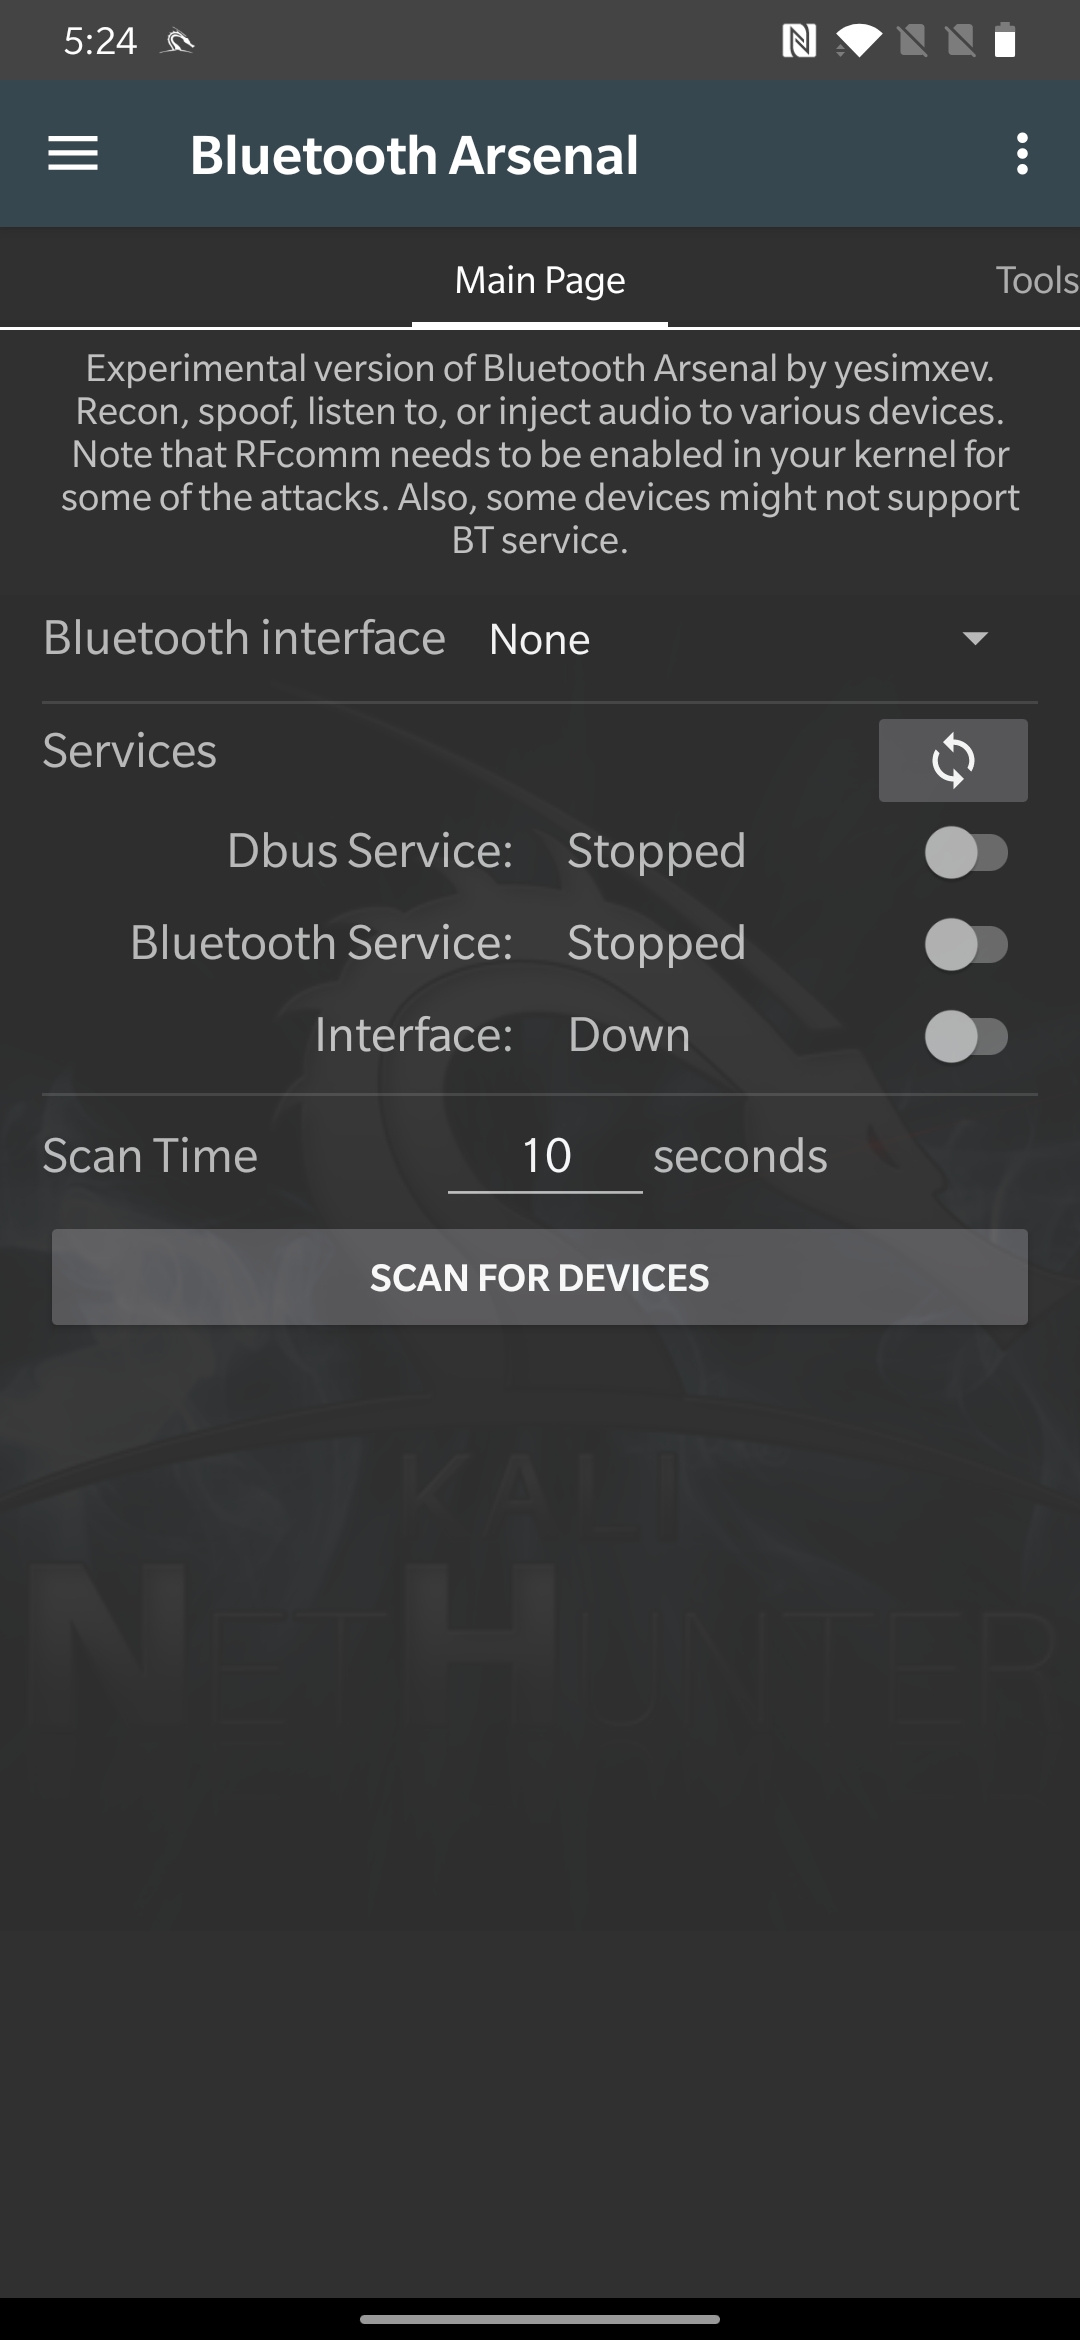 5:24
Bluetooth Arsenal
Main Page
Tools
Experimental version of Bluetooth Arsenal by yesimxev.
Recon, spoof, listen to, or inject audio to various devices.
Note that RFcomm needs to be enabled in your kernel for
some of the attacks. Also, some devices might not support
BT service.
Bluetooth interface None
Services
Dbus Service: Stopped
Bluetooth Service: Stopped
Interface: Down
Scan Time 10 seconds
SCAN FOR DEVICES
KALI
NETHUNTER